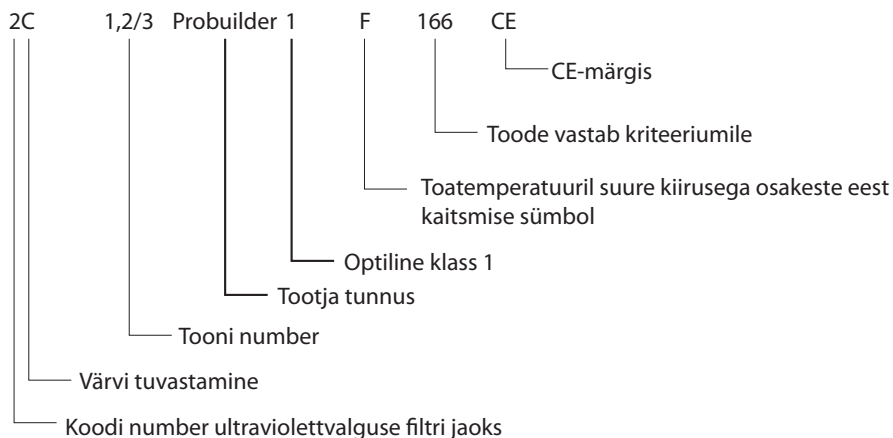 2C 1,2/3 Probuilder 1 F 166 CE
CE-märgis
Toode vastab kriteeriumile
Toatemperatuuril suure kiirusega osakeste eest
kaitsmise sümbol
Optiline klass 1
Tootja tunnus
Tooni number
Värvi tuvastamine
Koodi number ultraviolettvalguse filtri jaoks